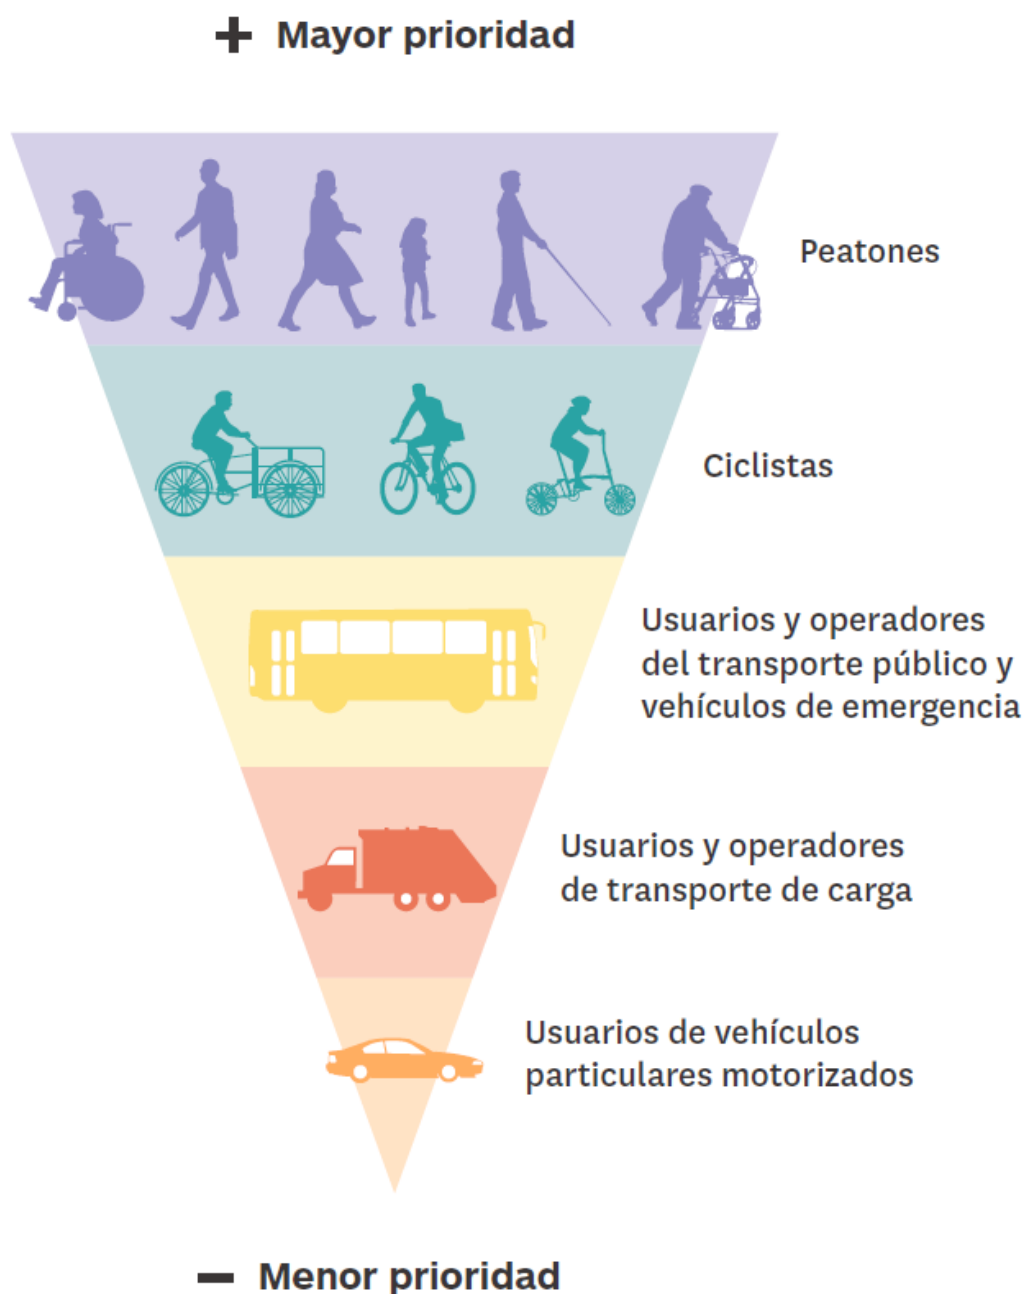 + Mayor prioridad
Peatones
Ciclistas
Usuarios y operadores
del transporte público y
vehículos de emergencia
Usuarios y operadores
de transporte de carga
Usuarios de vehículos
particulares motorizados
− Menor prioridad